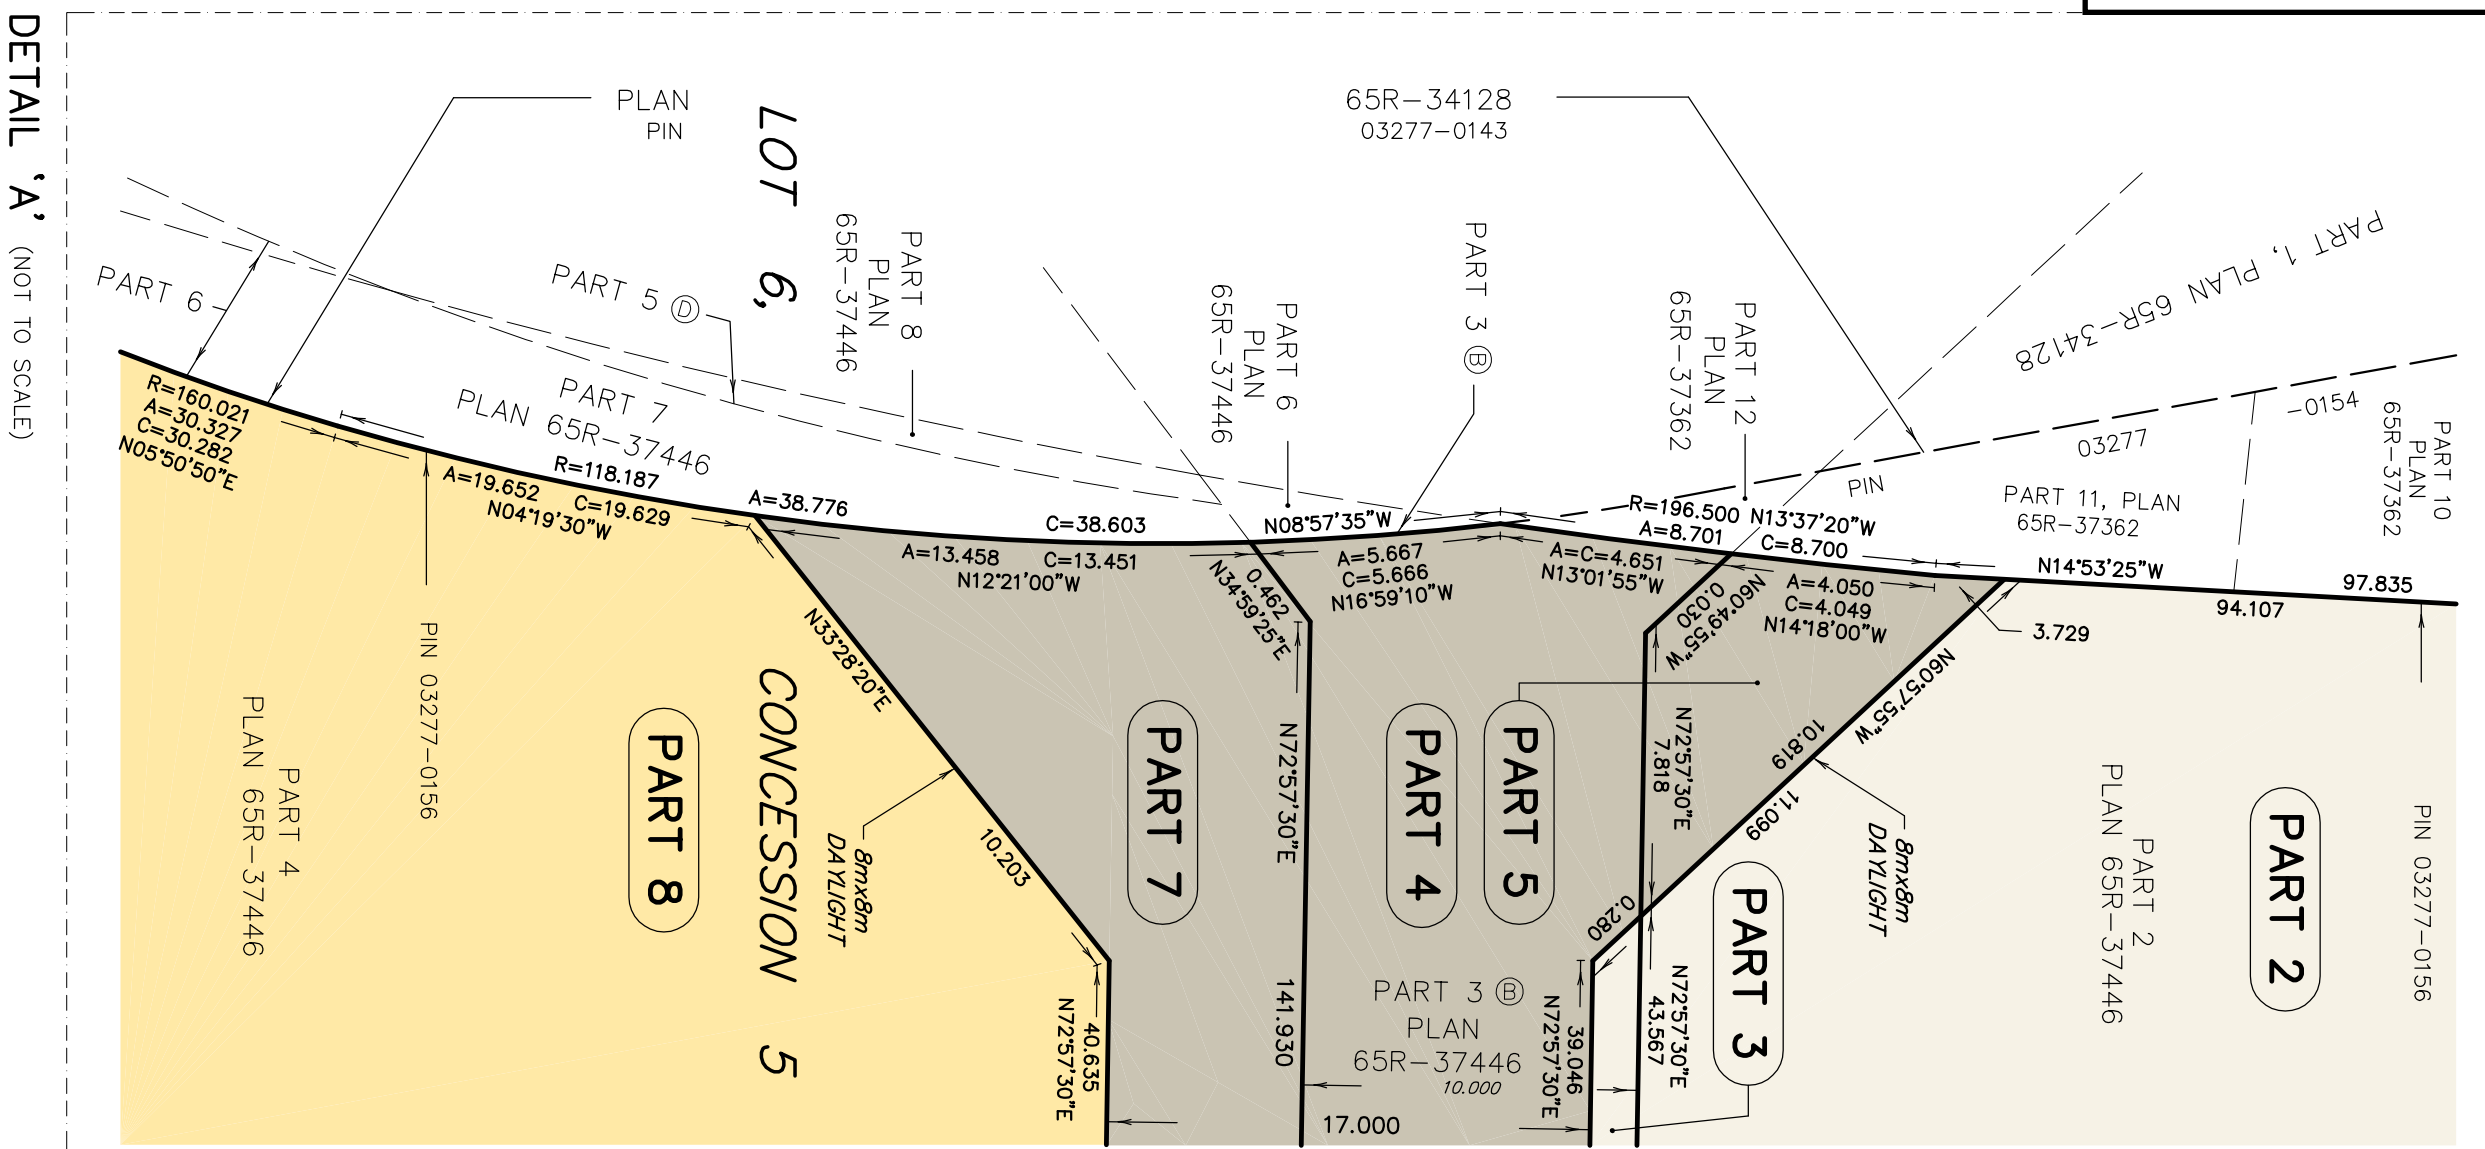 DETAIL 'A' (NOT TO SCALE)
PLAN
PIN
LOT 6,
65R-34128
03277-0143
PART 1, PLAN 65R-34128
PART 6
PART 5 Ⓓ
PART 8
PLAN
65R-37446
PART 6
PLAN
65R-37446
PART 3 Ⓑ
PART 12
PLAN
65R-37362
PART 10
PLAN
65R-37362
-0154
03277
PIN
PART 11, PLAN
65R-37362
PART 7
PLAN 65R-37446
R=160.021
A=30.327
C=30.282
N05°50'50"E
R=118.187
A=19.652
C=19.629
N04°19'30"W
A=38.776
C=38.603
N08°57'35"W
A=13.458
C=13.451
N12°21'00"W
0.462
N34°59'25"E
A=5.667
C=5.666
N16°59'10"W
R=196.500 N13°37'20"W
A=8.701
C=8.700
A=C=4.651
N13°01'55"W
N60°49'55"W
0.030
A=4.050
C=4.049
N14°18'00"W
N14°53'25"W
97.835
94.107
3.729
PIN 03277-0156
PART 4
PLAN 65R-37446
PART 8
CONCESSION 5
N33°28'20"E
10.203
8mx8m
DAYLIGHT
40.635
N72°57'30"E
PART 7
N72°57'30"E
141.930
PART 4
PART 5
PART 3 Ⓑ
PLAN
65R-37446
10.000
17.000
39.046
N72°57'30"E
N72°57'30"E
7.818
N60°57'55"W
10.819
11.099
0.280
N72°57'30"E
43.567
PART 3
8mx8m
DAYLIGHT
PART 2
PLAN 65R-37446
PART 2
PIN 03277-0156